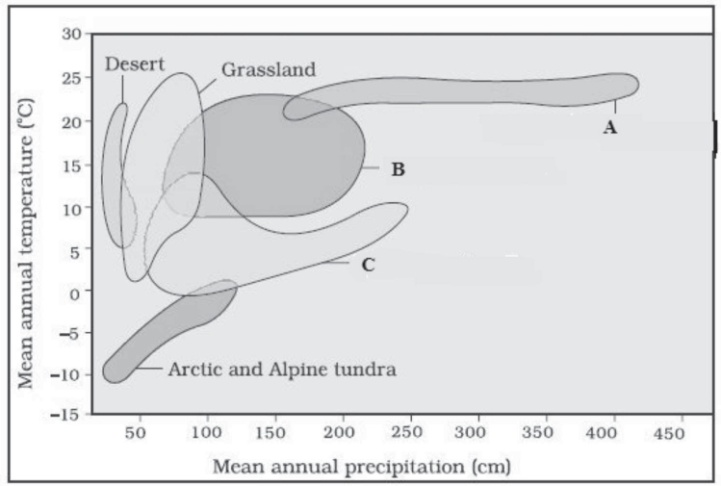 30
Desert
Grassland
25
20
A
15
B
10
5
C
0
−5
−10
Arctic and Alpine tundra
−15
50 100 150 200 250 300 350 400 450
Mean annual precipitation (cm)
Mean annual temperature (°C)